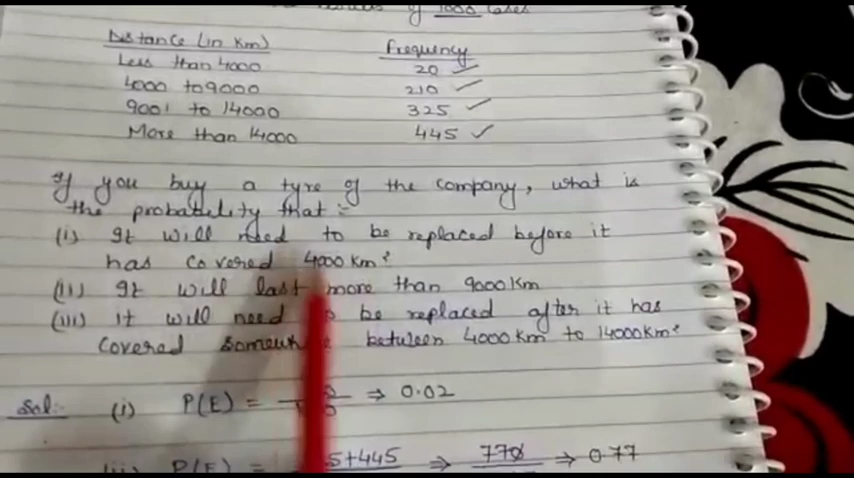 of 1000 cases
Distance (in Km) Frequency
Less than 4000 20
4000 to 9000 210
9001 to 14000 325
More than 14000 445
If you buy a tyre of the company, what is
the probability that :-
(i) It will need to be replaced before it
has covered 4000 Km?
(ii) It will last more than 9000 Km
(iii) it will need be replaced after it has
covered between 4000 Km to 14000 Km?
Sol:- (i) P(E) = ⇒ 0.02
P(E) = 5+445 ⇒ 770 ⇒ 0.77